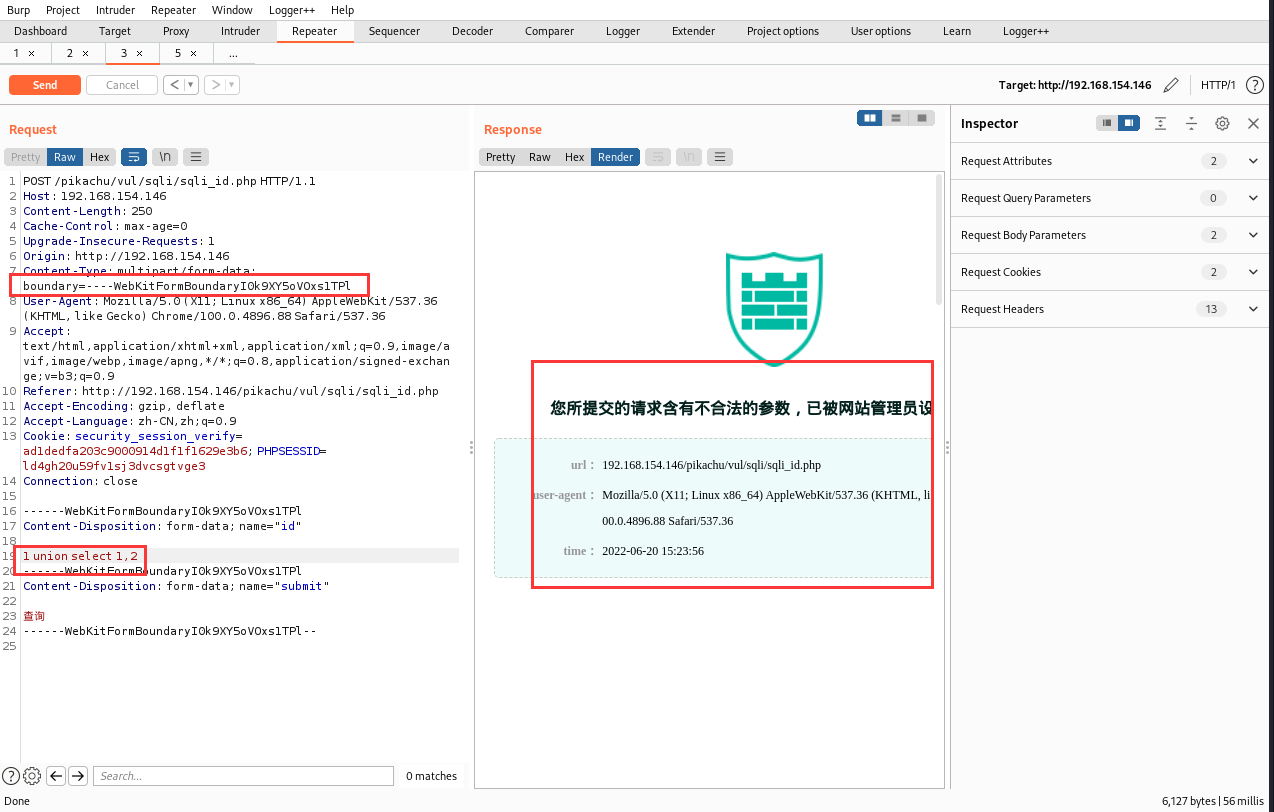 Burp Project Intruder Repeater Window Logger++ Help
Dashboard Target Proxy Intruder Repeater Sequencer Decoder Comparer Logger Extender Project options User options Learn Logger++
1 × 2 × 3 × 5 × ...
Send Cancel < > Target: http://192.168.154.146 HTTP/1 ?
Request
Pretty Raw Hex \n
1 POST /pikachu/vul/sqli/sqli_id.php HTTP/1.1
2 Host: 192.168.154.146
3 Content-Length: 250
4 Cache-Control: max-age=0
5 Upgrade-Insecure-Requests: 1
6 Origin: http://192.168.154.146
7 Content-Type: multipart/form-data;
boundary=----WebKitFormBoundaryI0k9XY5oVOxs1TPl
8 User-Agent: Mozilla/5.0 (X11; Linux x86_64) AppleWebKit/537.36
(KHTML, like Gecko) Chrome/100.0.4896.88 Safari/537.36
9 Accept:
text/html,application/xhtml+xml,application/xml;q=0.9,image/a
vif,image/webp,image/apng,*/*;q=0.8,application/signed-exchan
ge;v=b3;q=0.9
10 Referer: http://192.168.154.146/pikachu/vul/sqli/sqli_id.php
11 Accept-Encoding: gzip, deflate
12 Accept-Language: zh-CN,zh;q=0.9
13 Cookie: security_session_verify=
ad1dedfa203c9000914d1f1f1629e3b6; PHPSESSID=
ld4gh20u59fv1sj3dvcsgtvge3
14 Connection: close
15
16 ------WebKitFormBoundaryI0k9XY5oVOxs1TPl
17 Content-Disposition: form-data; name="id"
18
19 1 union select 1,2
20 ------WebKitFormBoundaryI0k9XY5oVOxs1TPl
21 Content-Disposition: form-data; name="submit"
22
23 查询
24 ------WebKitFormBoundaryI0k9XY5oVOxs1TPl--
25
? Search... 0 matches
Response
Pretty Raw Hex Render \n
您所提交的请求含有不合法的参数，已被网站管理员设
url： 192.168.154.146/pikachu/vul/sqli/sqli_id.php
user-agent： Mozilla/5.0 (X11; Linux x86_64) AppleWebKit/537.36 (KHTML, li
00.0.4896.88 Safari/537.36
time： 2022-06-20 15:23:56
Inspector
Request Attributes 2
Request Query Parameters 0
Request Body Parameters 2
Request Cookies 2
Request Headers 13
Done 6,127 bytes | 56 millis